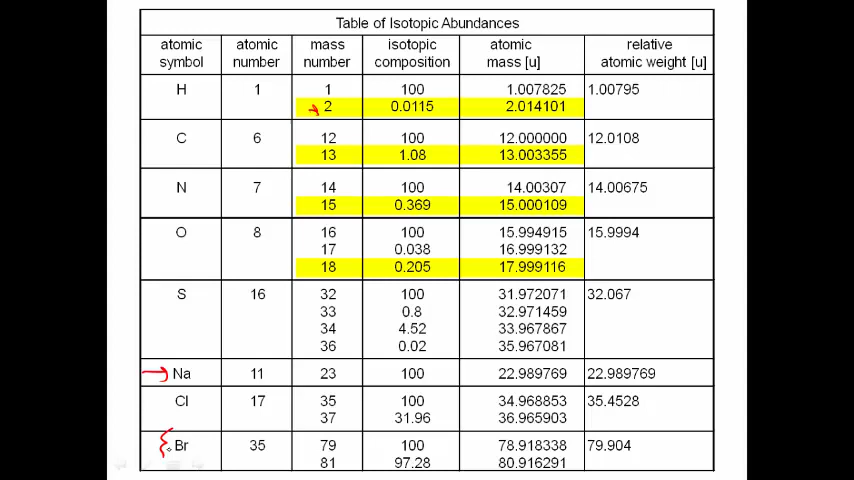 Table of Isotopic Abundances
atomic symbol atomic number mass number isotopic composition atomic mass [u] relative atomic weight [u]
H 1 1 100 1.007825 1.00795
2 0.0115 2.014101
C 6 12 100 12.000000 12.0108
13 1.08 13.003355
N 7 14 100 14.00307 14.00675
15 0.369 15.000109
O 8 16 100 15.994915 15.9994
17 0.038 16.999132
18 0.205 17.999116
S 16 32 100 31.972071 32.067
33 0.8 32.971459
34 4.52 33.967867
36 0.02 35.967081
Na 11 23 100 22.989769 22.989769
Cl 17 35 100 34.968853 35.4528
37 31.96 36.965903
Br 35 79 100 78.918338 79.904
81 97.28 80.916291